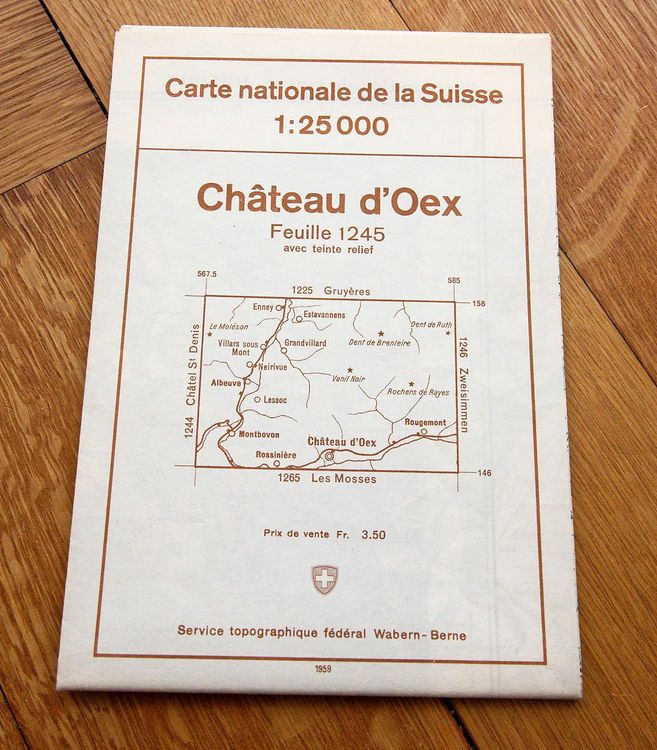 Carte nationale de la Suisse
1:25 000
Château d'Oex
Feuille 1245
avec teinte relief
567.5
585
1225 Gruyères
158
Enney
Estavannens
Le Moléson
Dent de Ruth
Villars sous
Mont
Grandvillard
Dent de Brenleire
Neirivue
Vanil Noir
Albeuve
Rochers de Rayes
Lessoc
1244 Châtel St Denis
1246 Zweisimmen
Montbovon
Château d'Oex
Rougemont
Rossinière
146
1265 Les Mosses
Prix de vente Fr. 3.50
Service topographique fédéral Wabern-Berne
1959